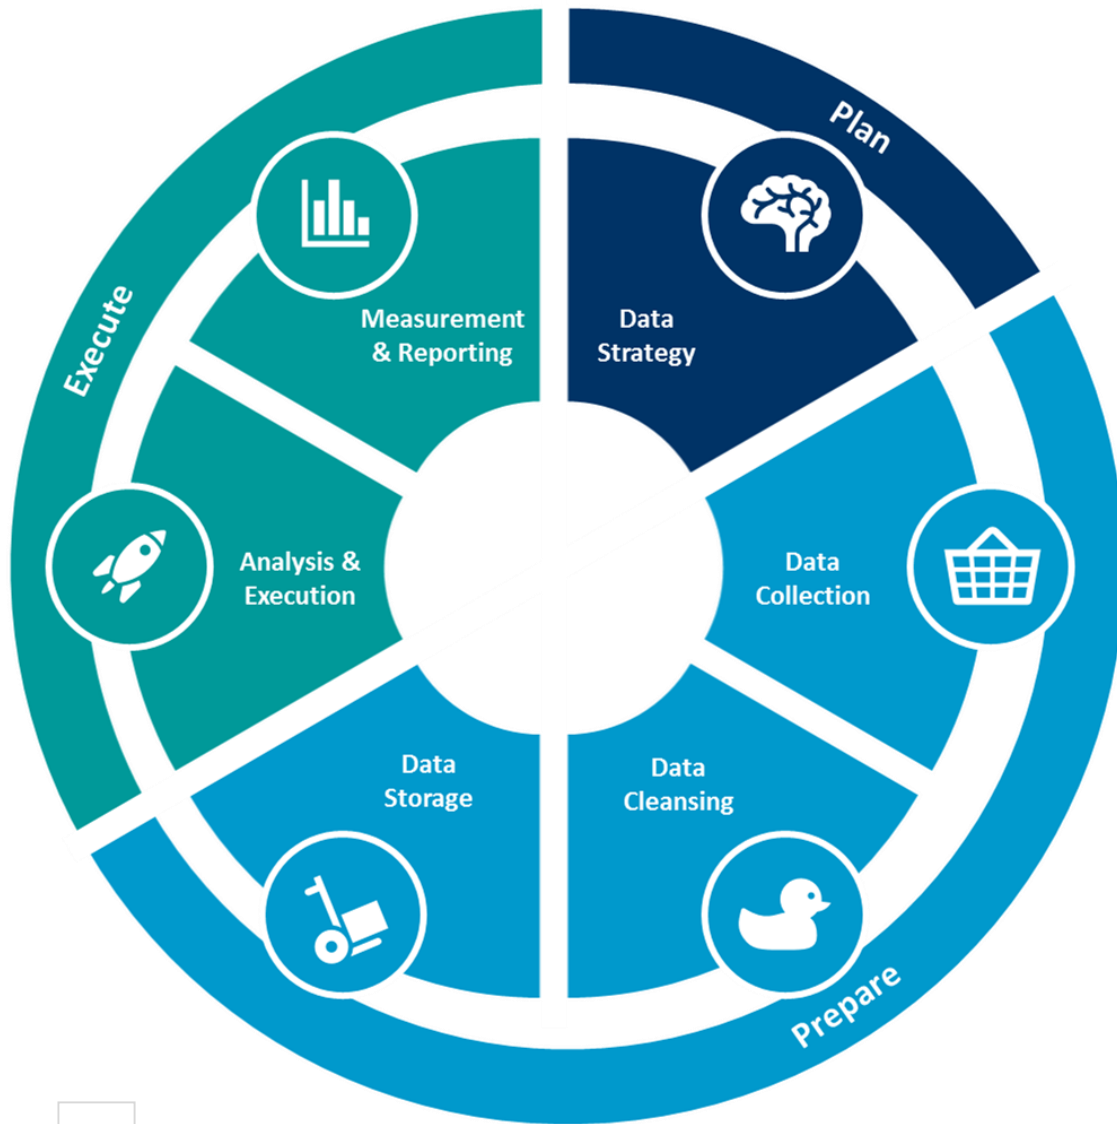 Plan
Data
Strategy
Data
Collection
Data
Cleansing
Prepare
Data
Storage
Analysis &
Execution
Execute
Measurement
& Reporting